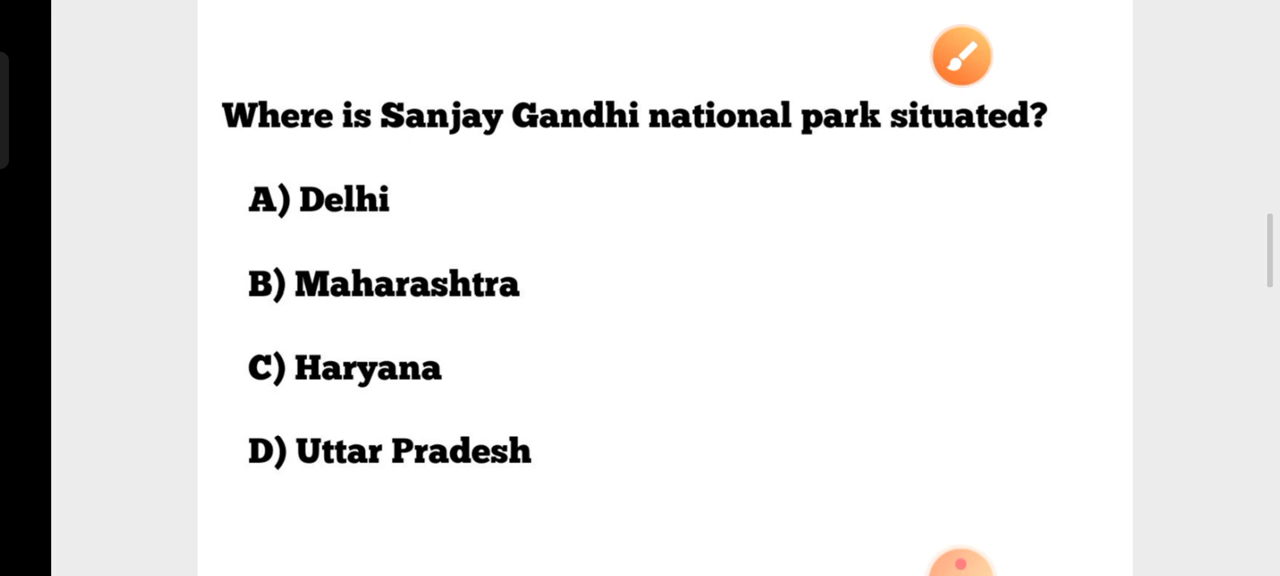 Where is Sanjay Gandhi national park situated?
A) Delhi
B) Maharashtra
C) Haryana
D) Uttar Pradesh